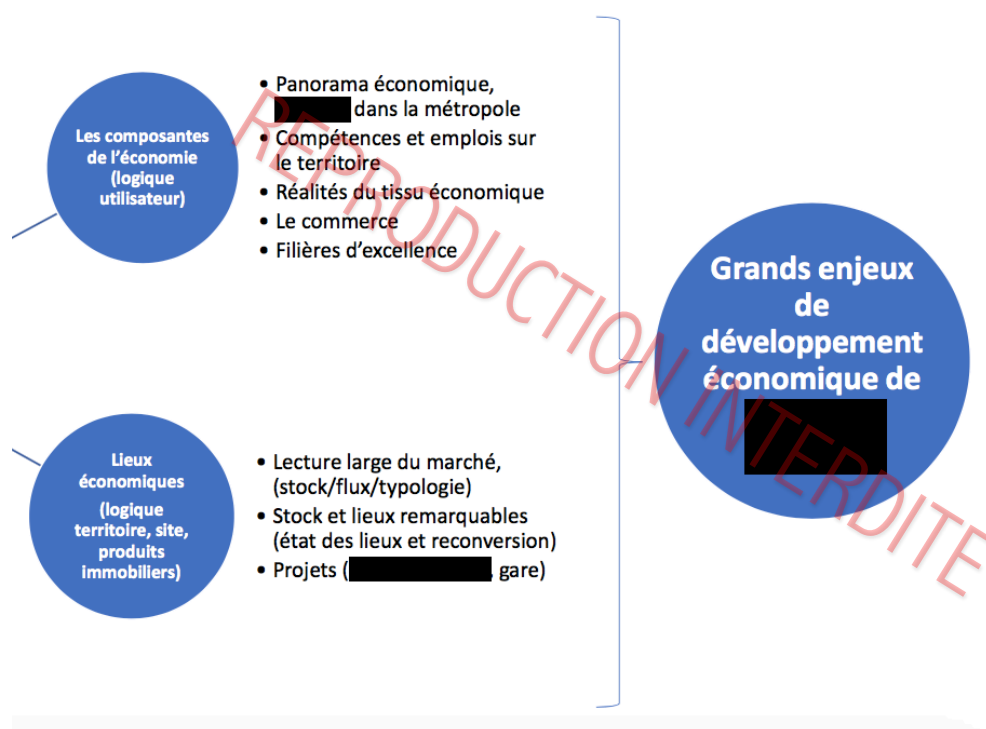 Les composantes
de l’économie
(logique
utilisateur)
• Panorama économique,
dans la métropole
• Compétences et emplois sur
le territoire
• Réalités du tissu économique
• Le commerce
• Filières d’excellence
Lieux
économiques
(logique
territoire, site,
produits
immobiliers)
• Lecture large du marché,
(stock/flux/typologie)
• Stock et lieux remarquables
(état des lieux et reconversion)
• Projets ( , gare)
Grands enjeux
de
développement
économique de
REPRODUCTION INTERDITE